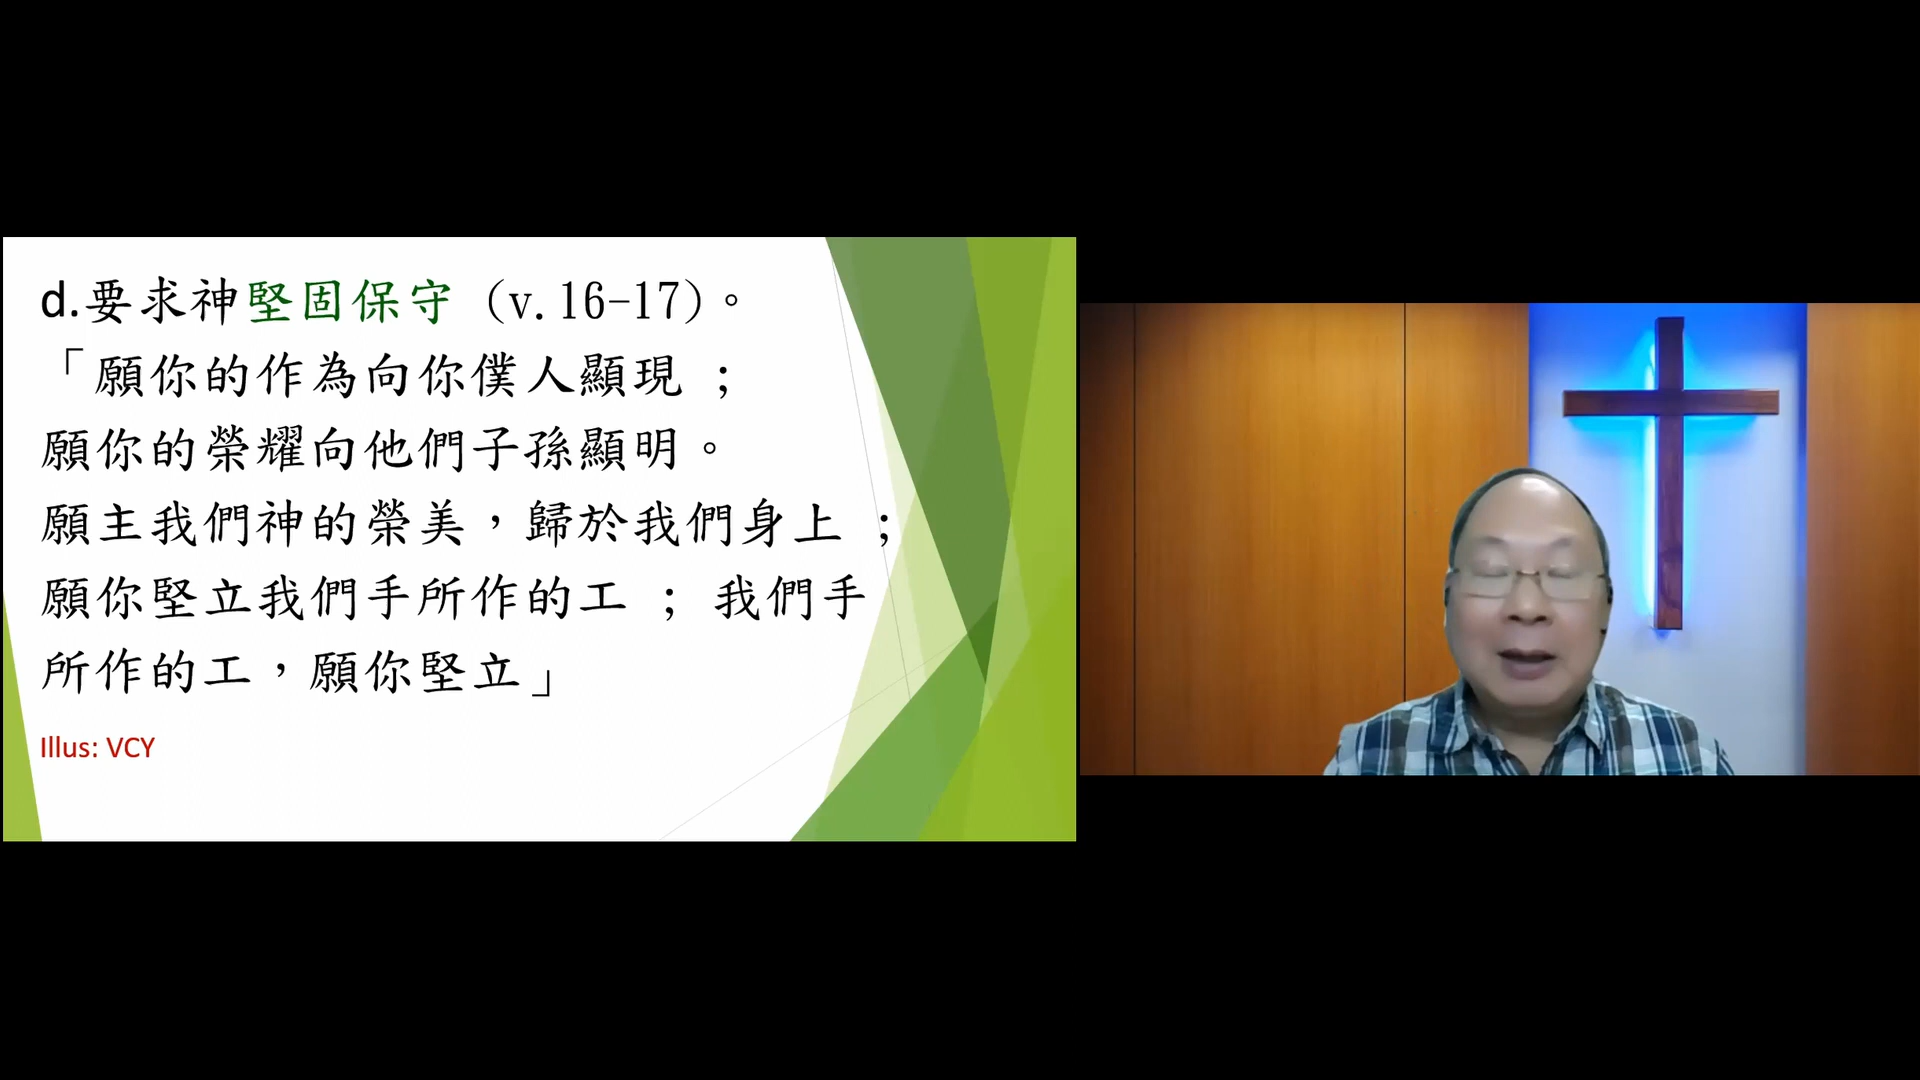 d.要求神堅固保守 (v.16-17)。
「願你的作為向你僕人顯現 ;
願你的榮耀向他們子孫顯明。
願主我們神的榮美,歸於我們身上 ;
願你堅立我們手所作的工 ; 我們手
所作的工,願你堅立」
Illus: VCY